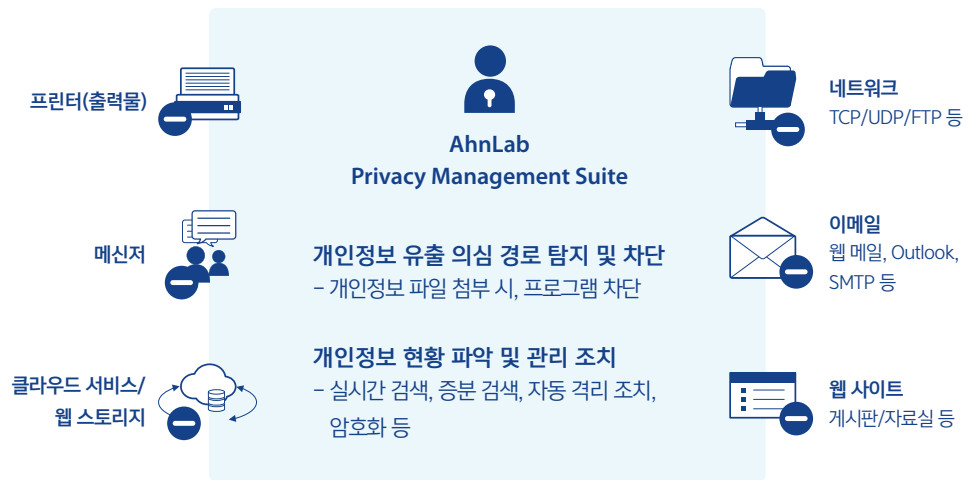 프린터(출력물)
메신저
클라우드 서비스/
웹 스토리지
AhnLab
Privacy Management Suite
개인정보 유출 의심 경로 탐지 및 차단
– 개인정보 파일 첨부 시, 프로그램 차단
개인정보 현황 파악 및 관리 조치
– 실시간 검색, 증분 검색, 자동 격리 조치,
암호화 등
네트워크
TCP/UDP/FTP 등
이메일
웹 메일, Outlook,
SMTP 등
웹 사이트
게시판/자료실 등